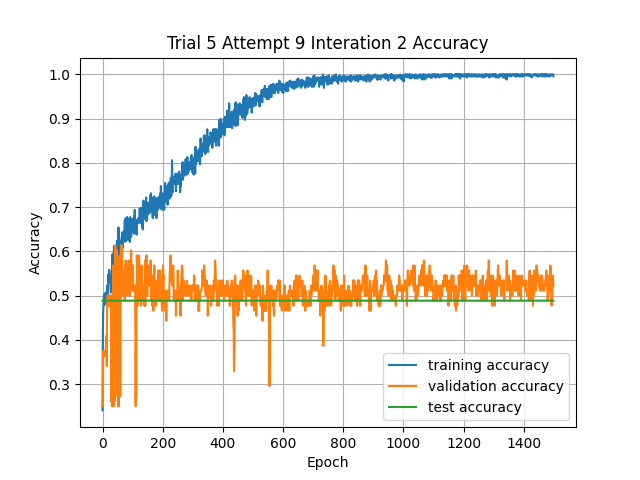 Trial 5 Attempt 9 Interation 2 Accuracy
1.0
0.9
0.8
0.7
0.6
0.5
0.4
0.3
Accuracy
training accuracy
validation accuracy
test accuracy
0 200 400 600 800 1000 1200 1400
Epoch